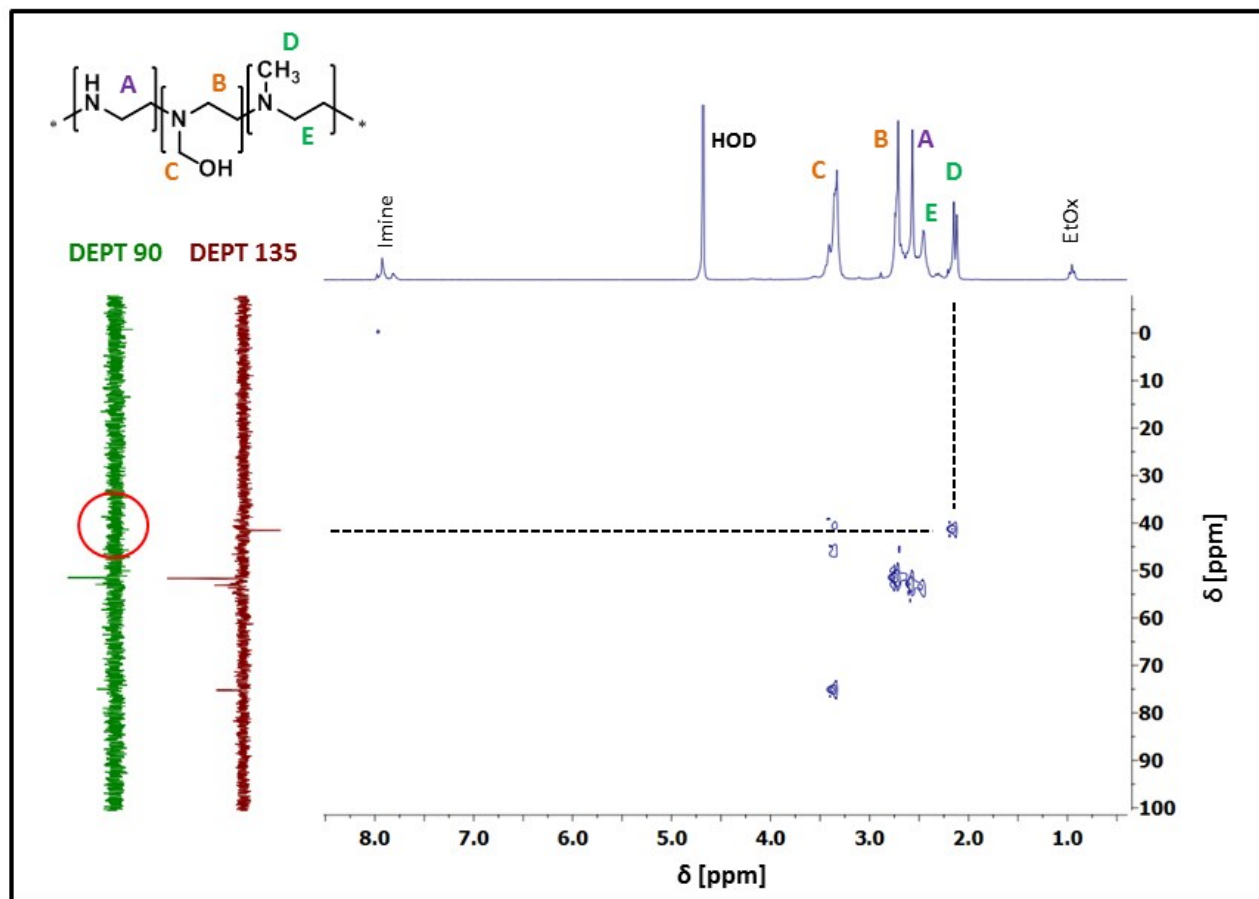 D
H
A
B
CH3
N
N
N
*
*
E
C
OH
HOD
B
A
C
D
E
Imine
EtOx
DEPT 90
DEPT 135
0
10
20
30
40
50
60
70
80
90
100
δ [ppm]
8.0 7.0 6.0 5.0 4.0 3.0 2.0 1.0
δ [ppm]